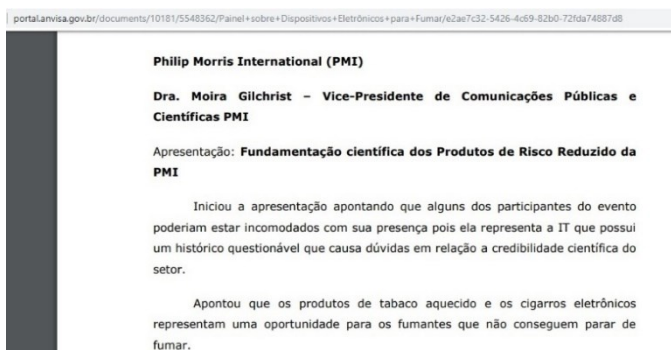 portal.anvisa.gov.br/documents/10181/5548362/Painel+sobre+Dispositivos+Eletrônicos+para+Fumar/e2ae7c32-5426-4c69-82b0-72fda74887d8
Philip Morris International (PMI)
Dra. Moira Gilchrist – Vice-Presidente de Comunicações Públicas e
Científicas PMI
Apresentação: Fundamentação científica dos Produtos de Risco Reduzido da
PMI
Iniciou a apresentação apontando que alguns dos participantes do evento
poderiam estar incomodados com sua presença pois ela representa a IT que possui
um histórico questionável que causa dúvidas em relação a credibilidade científica do
setor.
Apontou que os produtos de tabaco aquecido e os cigarros eletrônicos
representam uma oportunidade para os fumantes que não conseguem parar de
fumar.